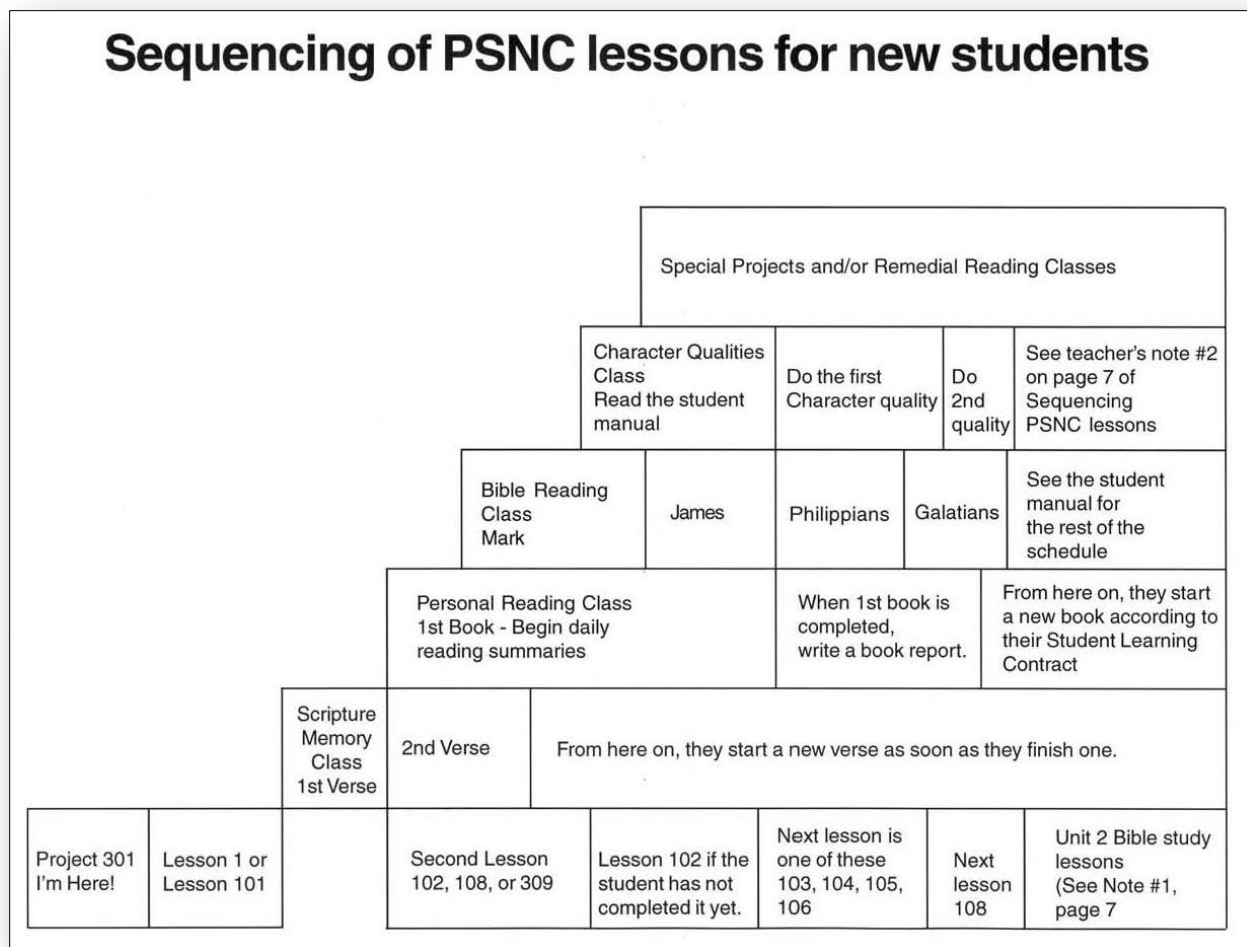 Sequencing of PSNC lessons for new students
Special Projects and/or Remedial Reading Classes
Character Qualities
Class
Read the student
manual
Do the first
Character quality
Do
2nd
quality
See teacher's note #2
on page 7 of
Sequencing
PSNC lessons
Bible Reading
Class
Mark
James
Philippians
Galatians
See the student
manual for
the rest of the
schedule
Personal Reading Class
1st Book - Begin daily
reading summaries
When 1st book is
completed,
write a book report.
From here on, they start
a new book according to
their Student Learning
Contract
Scripture
Memory
Class
1st Verse
2nd Verse
From here on, they start a new verse as soon as they finish one.
Project 301
I'm Here!
Lesson 1 or
Lesson 101
Second Lesson
102, 108, or 309
Lesson 102 if the
student has not
completed it yet.
Next lesson is
one of these
103, 104, 105,
106
Next
lesson
108
Unit 2 Bible study
lessons
(See Note #1,
page 7